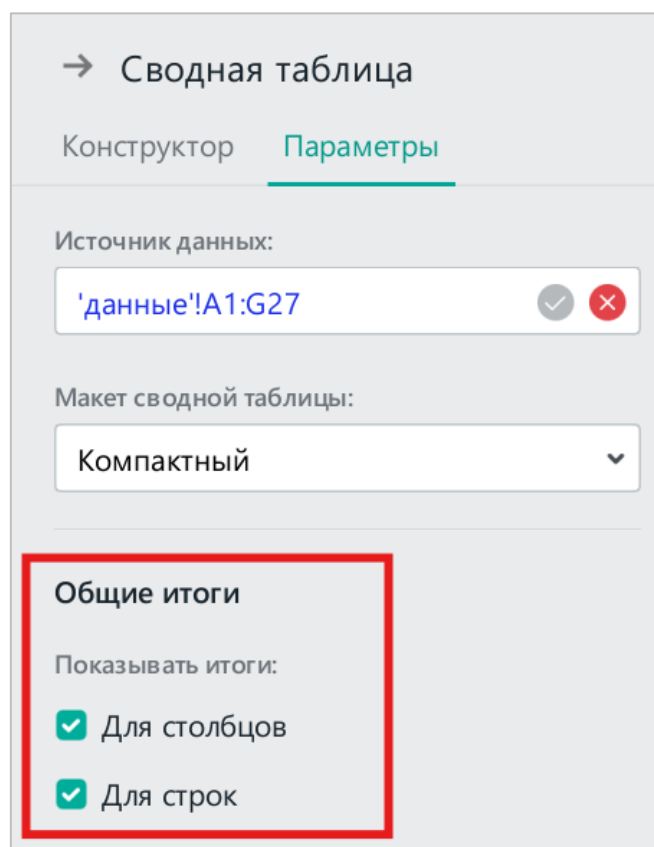 → Сводная таблица
Конструктор Параметры
Источник данных:
'данные'!A1:G27
Макет сводной таблицы:
Компактный
Общие итоги
Показывать итоги:
Для столбцов
Для строк